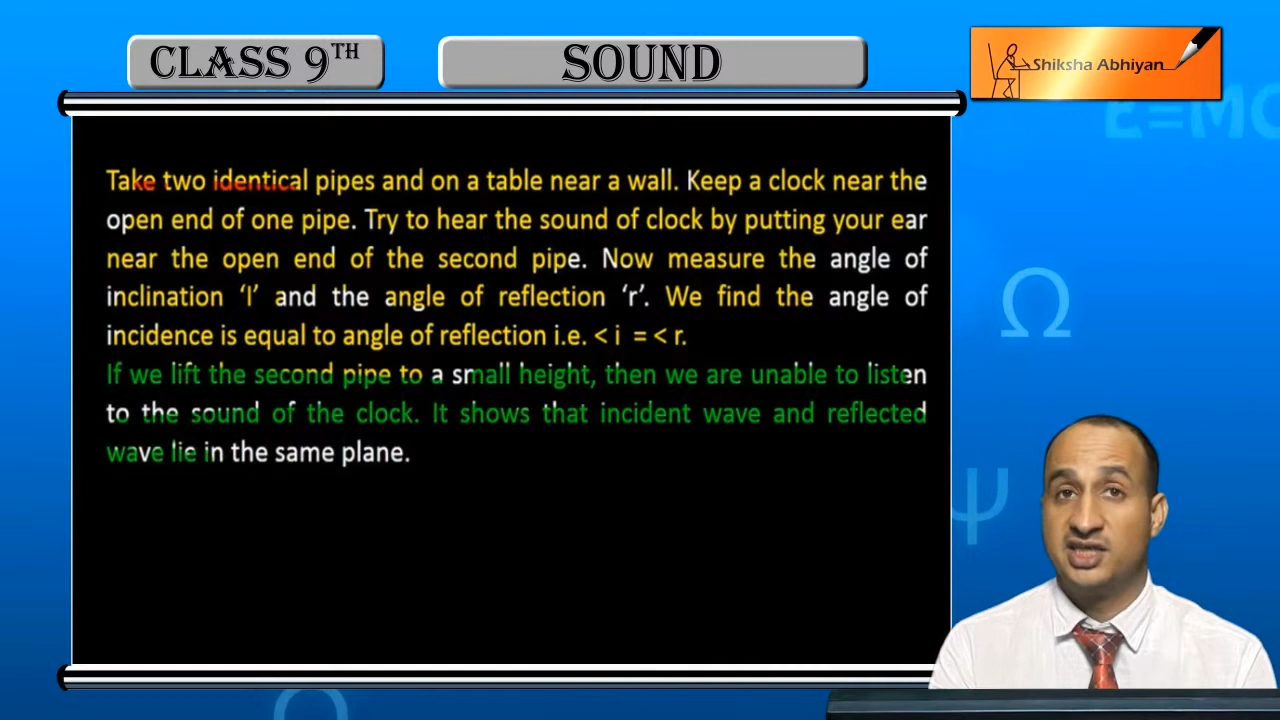 CLASS 9TH
SOUND
Shiksha Abhiyan
E=MC
Take two identical pipes and on a table near a wall. Keep a clock near the
open end of one pipe. Try to hear the sound of clock by putting your ear
near the open end of the second pipe. Now measure the angle of
inclination ‘I’ and the angle of reflection ‘r’. We find the angle of
incidence is equal to angle of reflection i.e. < i = < r.
If we lift the second pipe to a small height, then we are unable to listen
to the sound of the clock. It shows that incident wave and reflected
wave lie in the same plane.
Ω
Ψ
Ω